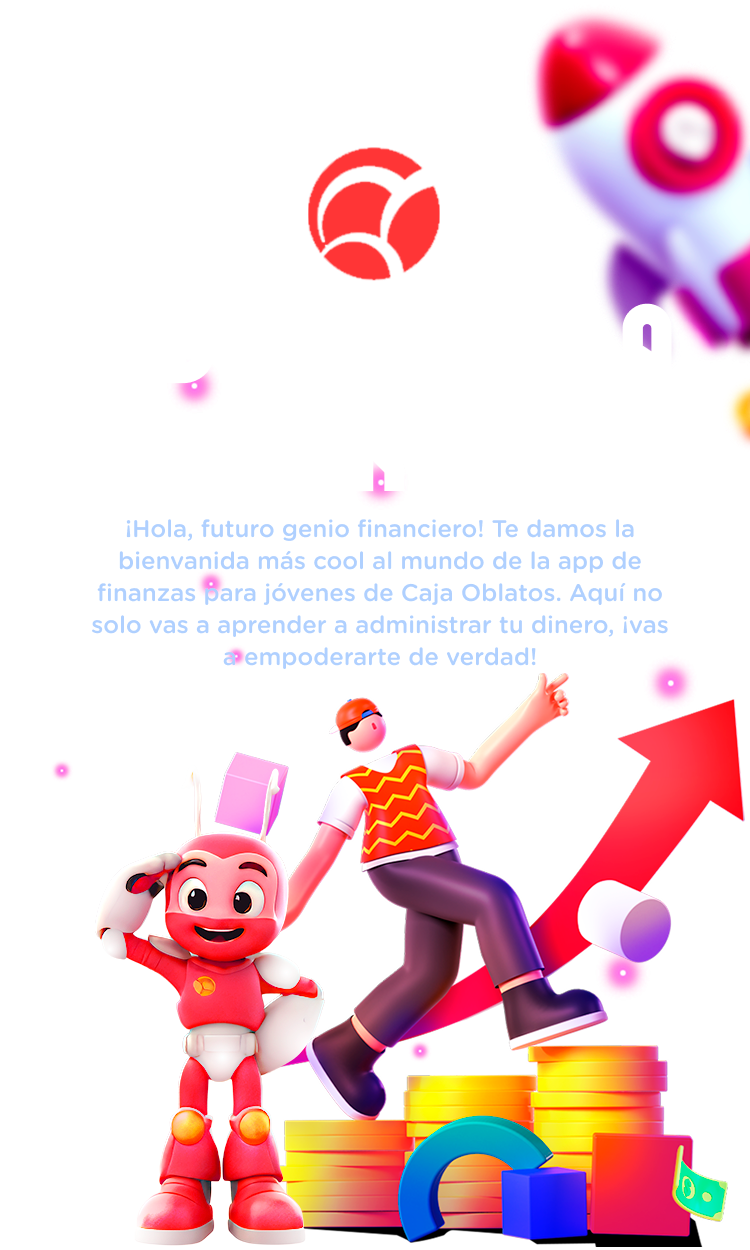 ¡Hola, futuro genio financiero! Te damos la
bienvanida más cool al mundo de la app de
finanzas para jóvenes de Caja Oblatos. Aquí no
solo vas a aprender a administrar tu dinero, ¡vas
a empoderarte de verdad!